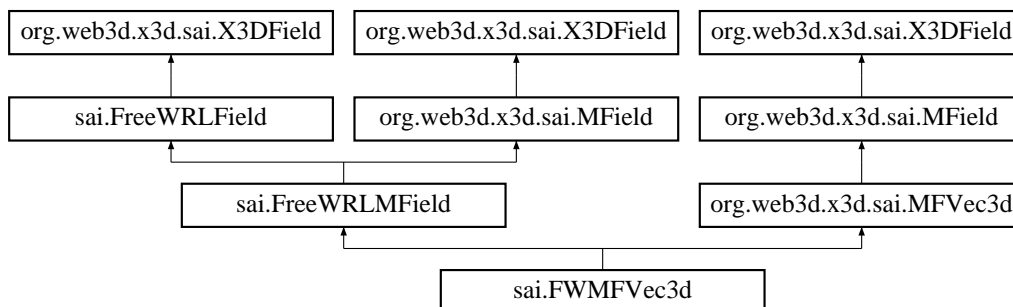 org.web3d.x3d.sai.X3DField
org.web3d.x3d.sai.X3DField
org.web3d.x3d.sai.X3DField
sai.FreeWRLField
org.web3d.x3d.sai.MField
org.web3d.x3d.sai.MField
sai.FreeWRLMField
org.web3d.x3d.sai.MFVec3d
sai.FWMFVec3d